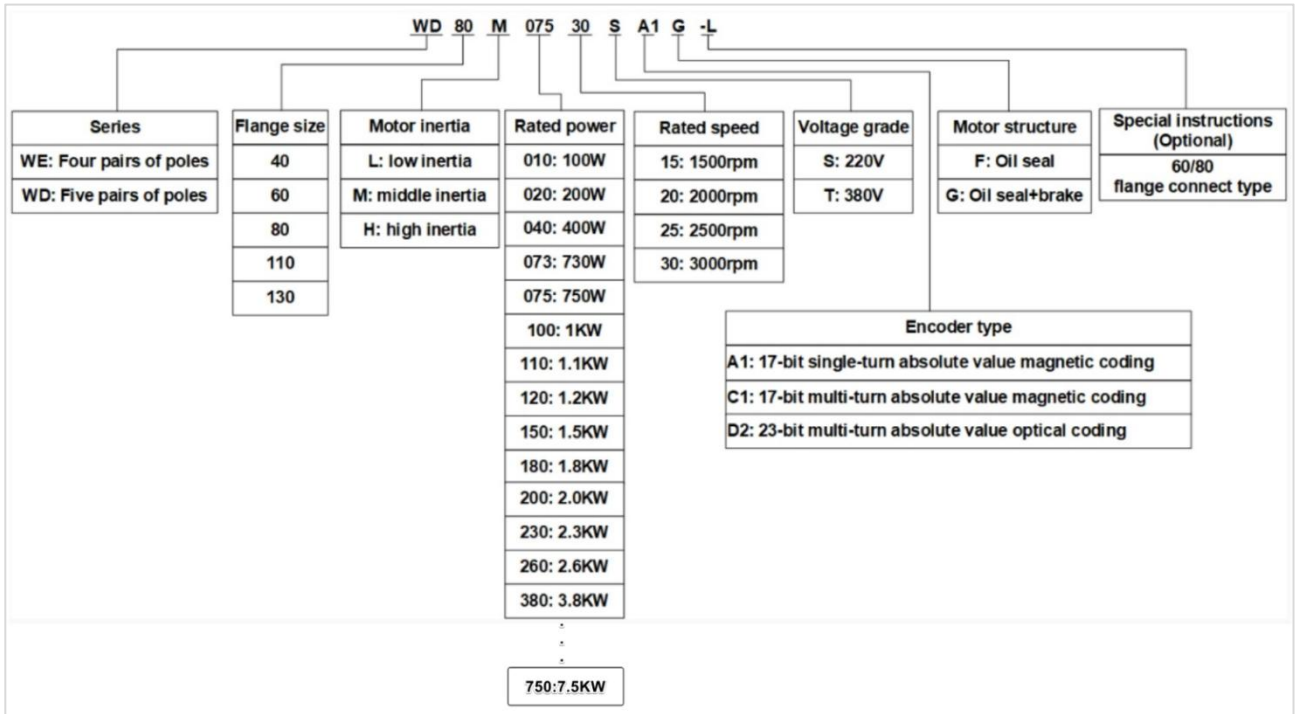 WD 80 M 075 30 S A1 G -L
Series
WE: Four pairs of poles
WD: Five pairs of poles
Flange size
40
60
80
110
130
Motor inertia
L: low inertia
M: middle inertia
H: high inertia
Rated power
010: 100W
020: 200W
040: 400W
073: 730W
075: 750W
100: 1KW
110: 1.1KW
120: 1.2KW
150: 1.5KW
180: 1.8KW
200: 2.0KW
230: 2.3KW
260: 2.6KW
380: 3.8KW
.
.
.
750:7.5KW
Rated speed
15: 1500rpm
20: 2000rpm
25: 2500rpm
30: 3000rpm
Voltage grade
S: 220V
T: 380V
Motor structure
F: Oil seal
G: Oil seal+brake
Special instructions
(Optional)
60/80
flange connect type
Encoder type
A1: 17-bit single-turn absolute value magnetic coding
C1: 17-bit multi-turn absolute value magnetic coding
D2: 23-bit multi-turn absolute value optical coding